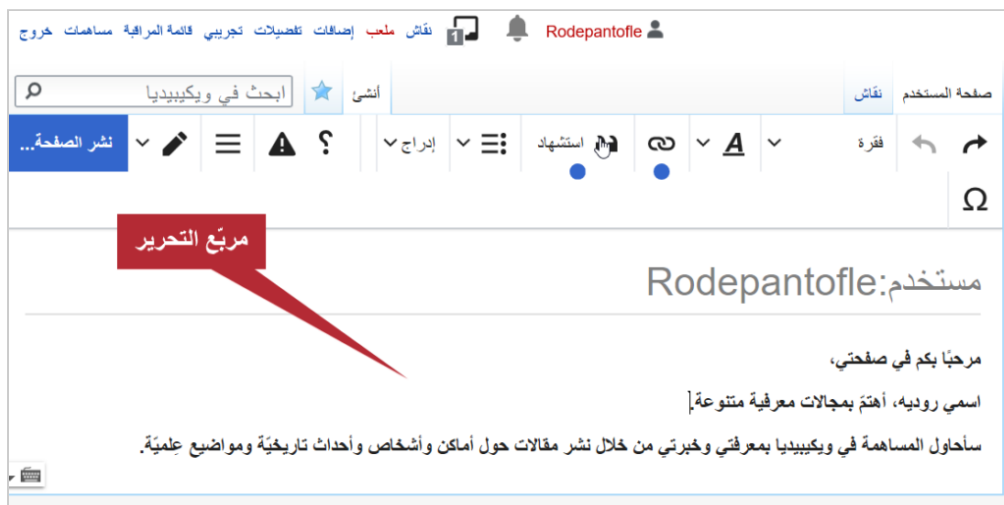 Rodepantofle 1 نقاش ملعب إضافات تفضيلات تجريبي قائمة المراقبة مساهمات خروج
صفحة المستخدم نقاش أنشئ ابحث في ويكيبيديا
فقرة A استشهاد إدراج ؟ نشر الصفحة...
Ω
مربّع التحرير
مستخدم:Rodepantofle
مرحبًا بكم في صفحتي،
اسمي روديه، أهتمّ بمجالات معرفية متنوعة.
سأحاول المساهمة في ويكيبيديا بمعرفتي وخبرتي من خلال نشر مقالات حول أماكن وأشخاص وأحداث تاريخيّة ومواضيع عِلميّة.